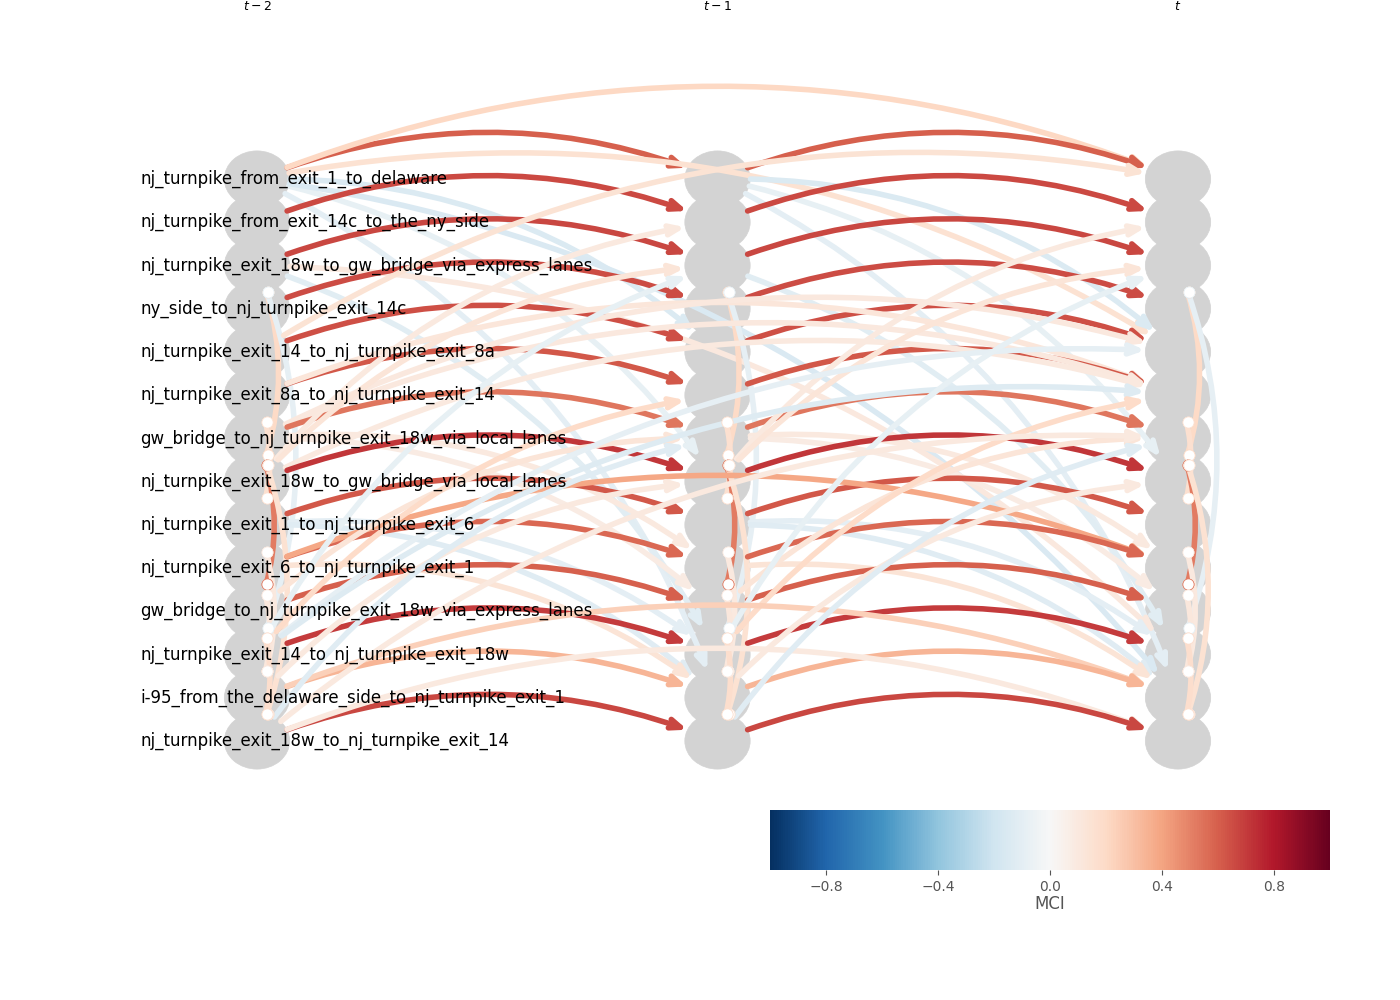 t − 2 t − 1 t
nj_turnpike_from_exit_1_to_delaware
nj_turnpike_from_exit_14c_to_the_ny_side
nj_turnpike_exit_18w_to_gw_bridge_via_express_lanes
ny_side_to_nj_turnpike_exit_14c
nj_turnpike_exit_14_to_nj_turnpike_exit_8a
nj_turnpike_exit_8a_to_nj_turnpike_exit_14
gw_bridge_to_nj_turnpike_exit_18w_via_local_lanes
nj_turnpike_exit_18w_to_gw_bridge_via_local_lanes
nj_turnpike_exit_1_to_nj_turnpike_exit_6
nj_turnpike_exit_6_to_nj_turnpike_exit_1
gw_bridge_to_nj_turnpike_exit_18w_via_express_lanes
nj_turnpike_exit_14_to_nj_turnpike_exit_18w
i-95_from_the_delaware_side_to_nj_turnpike_exit_1
nj_turnpike_exit_18w_to_nj_turnpike_exit_14
−0.8 −0.4 0.0 0.4 0.8
MCI